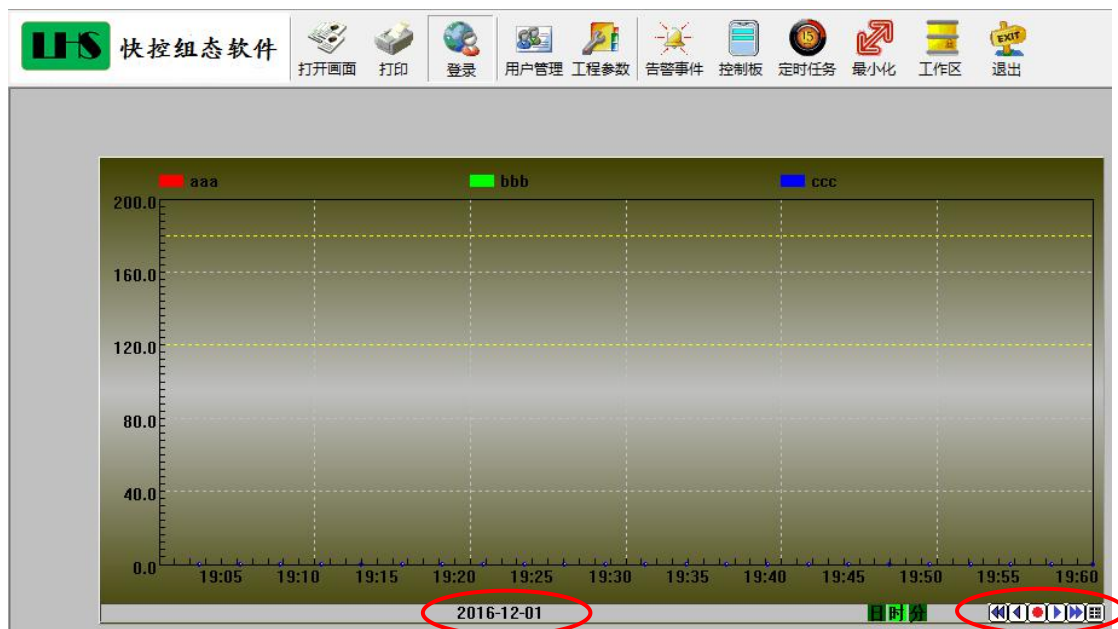 LHS 快控组态软件
打开画面 打印 登录 用户管理 工程参数 告警事件 控制板 定时任务 最小化 工作区 退出
15
EXIT
aaa bbb ccc
200.0
160.0
120.0
80.0
40.0
0.0
19:05 19:10 19:15 19:20 19:25 19:30 19:35 19:40 19:45 19:50 19:55 19:60
2016-12-01 日 时 分